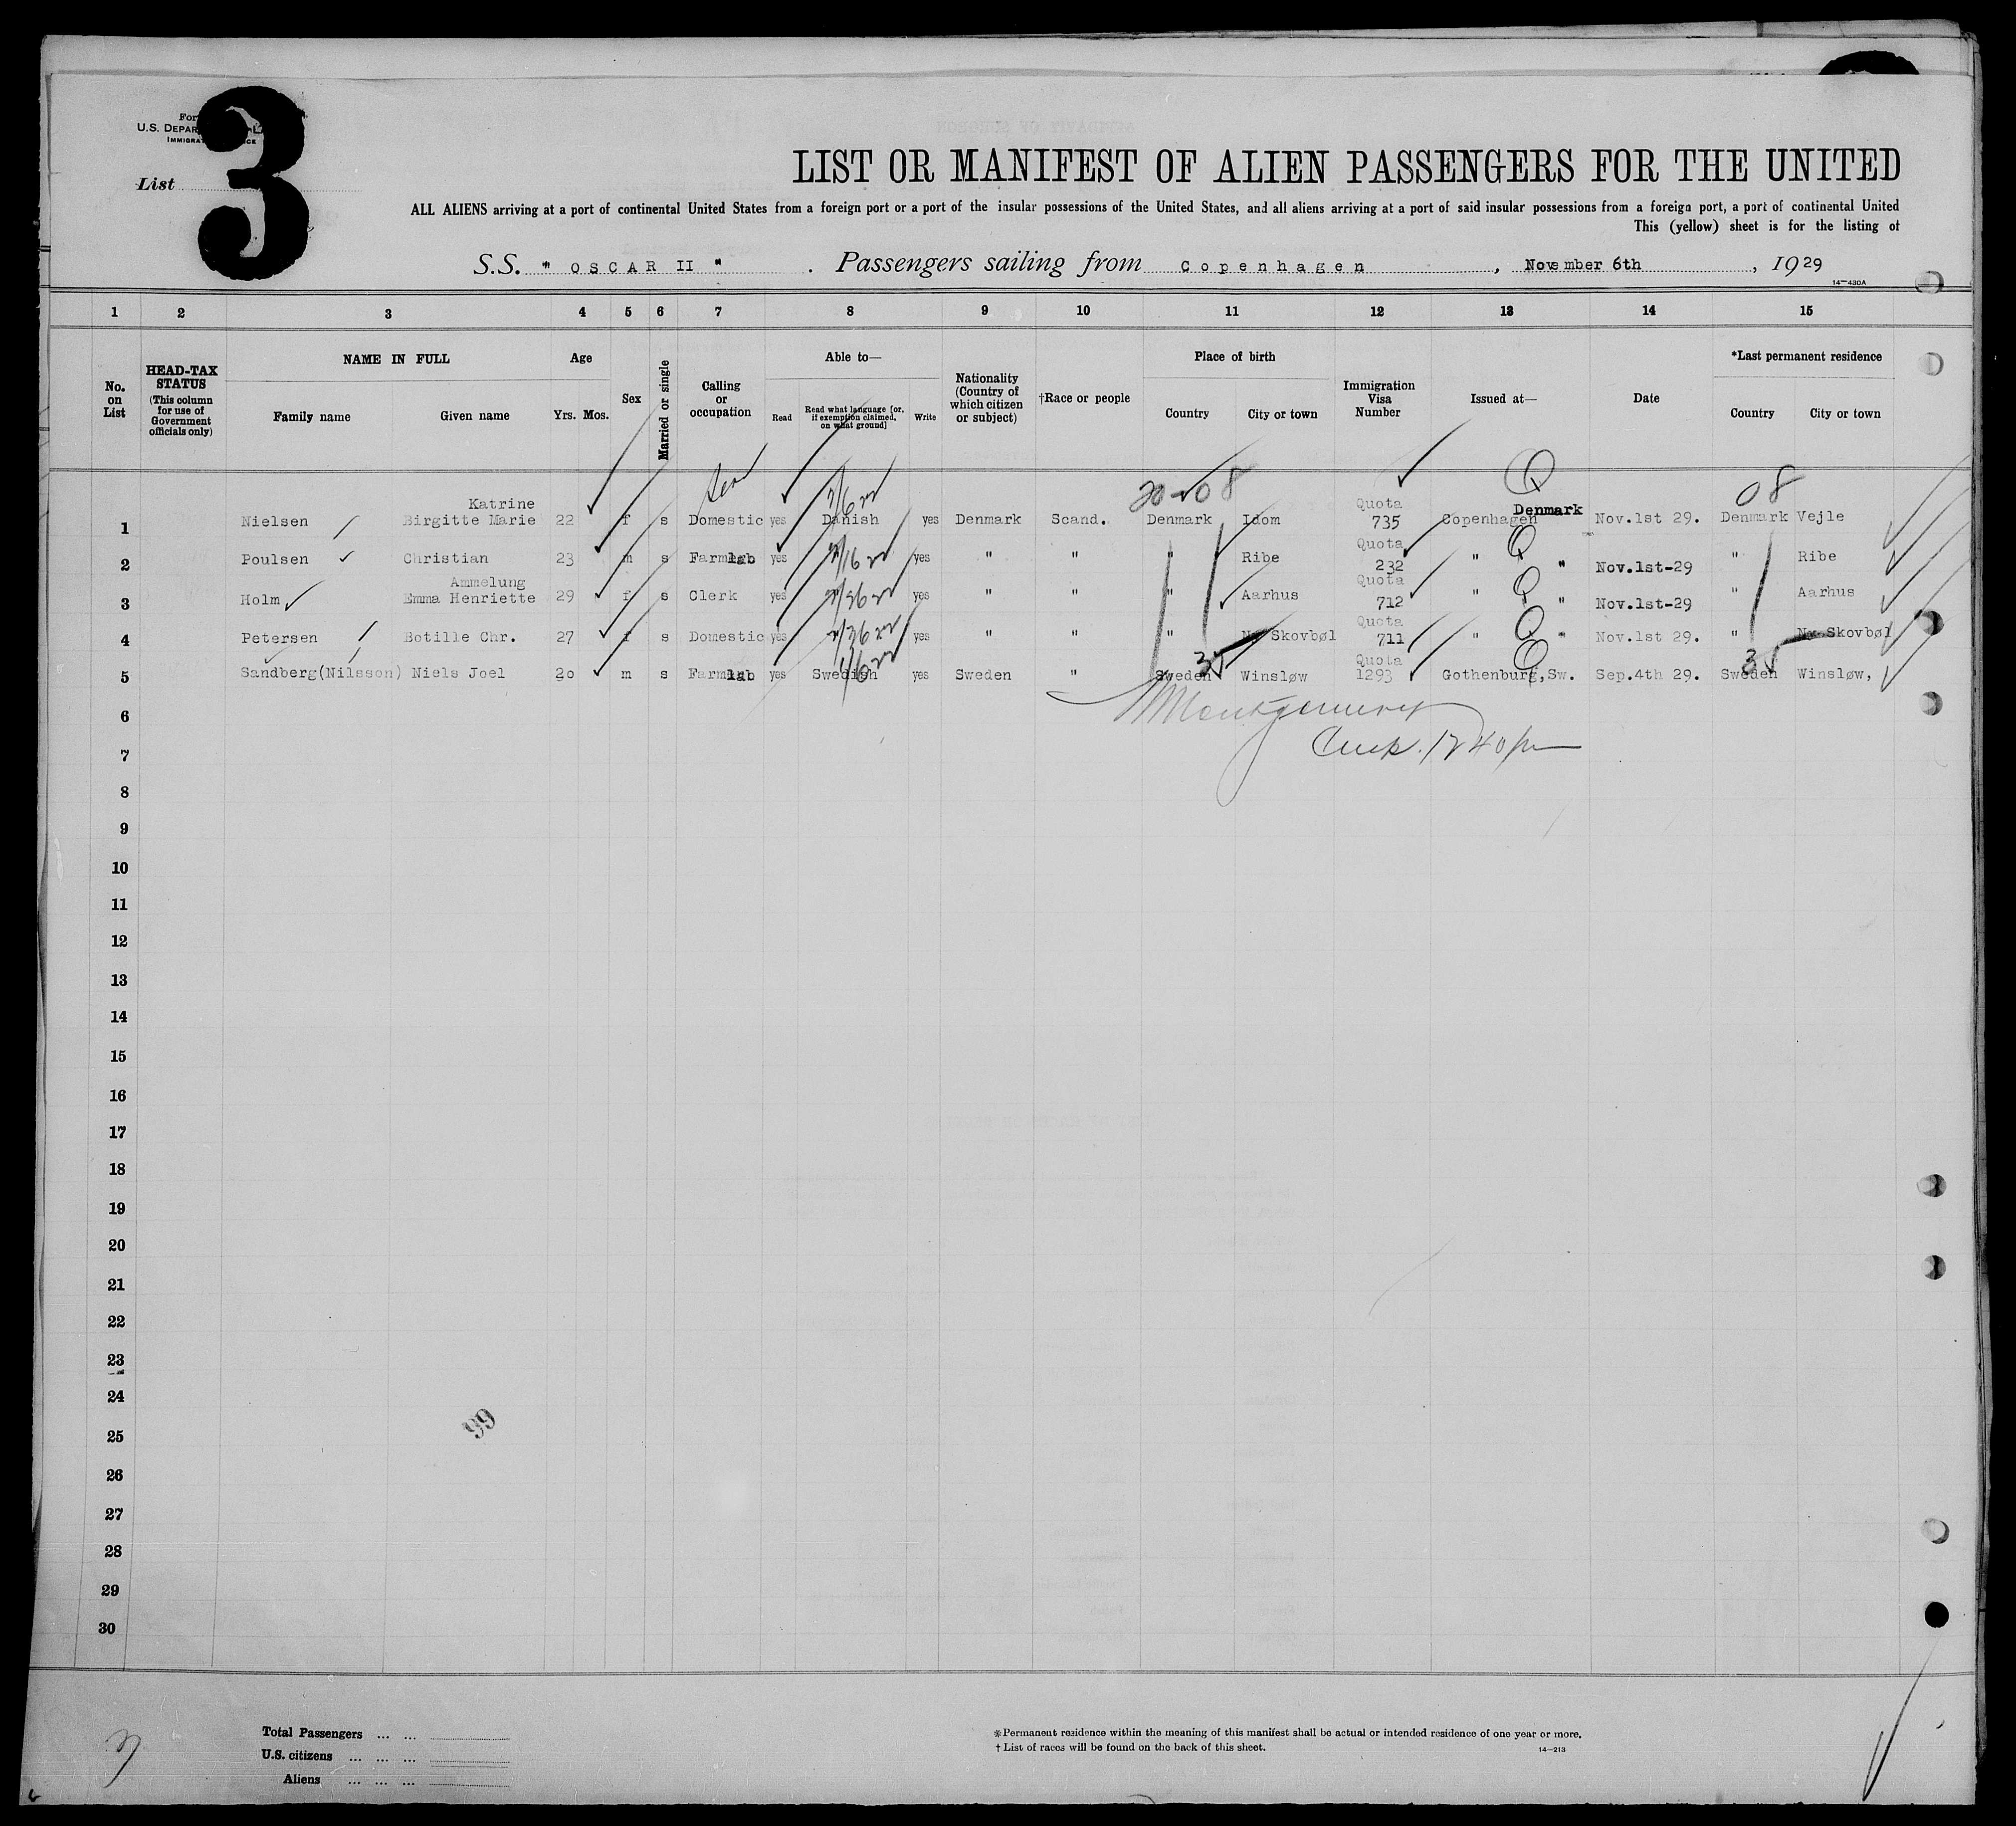 3
For
U.S. DEPAR
IMMIGRA
List
LIST OR MANIFEST OF ALIEN PASSENGERS FOR THE UNITED
ALL ALIENS arriving at a port of continental United States from a foreign port or a port of the insular possessions of the United States, and all aliens arriving at a port of said insular possessions from a foreign port, a port of continental United
This (yellow) sheet is for the listing of
S.S. " OSCAR II " . Passengers sailing from Copenhagen , November 6th , 1929
14—430A
1 2 3 4 5 6 7 8 9 10 11 12 13 14 15
No. on List
HEAD-TAX STATUS (This column for use of Government officials only)
NAME IN FULL
Family name Given name
Age
Yrs. Mos.
Sex
Married or single
Calling or occupation
Able to—
Read
Read what language [or, if exemption claimed, on what ground]
Write
Nationality (Country of which citizen or subject)
†Race or people
Place of birth
Country City or town
Immigration Visa Number
Issued at—
Date
*Last permanent residence
Country City or town
20-08 Q 08
Katrine Quota Denmark
1 Nielsen Birgitte Marie 22 f s Domestic yes Danish yes Denmark Scand. Denmark Idom 735 Copenhagen Nov.1st 29. Denmark Vejle
Quota Q
2 Poulsen Christian 23 m s Farmlab yes yes " " " Ribe 232 " " Nov.1st-29 " Ribe
Ammelung Quota Q
3 Holm Emma Henriette 29 f s Clerk yes yes " " " Aarhus 712 " " Nov.1st-29 " Aarhus
Quota Q
4 Petersen Botille Chr. 27 f s Domestic yes yes " " " Ny Skovbøl 711 " " Nov.1st 29. " Ny Skovbøl
35 Quota Q 35
5 Sandberg(Nilsson) Niels Joel 20 m s Farmlab yes Swedish yes Sweden " Sweden Winsløw 1293 Gothenburg,Sw. Sep.4th 29. Sweden Winsløw,
6 Montgomery
7 1240 pm
8
9
10
11
12
13
14
15
16
17
18
19
20
21
22
23
24
25
26
27
28
29
30
99
Total Passengers ... ...
U.S. citizens ... ... ...
Aliens ... ... ...
*Permanent residence within the meaning of this manifest shall be actual or intended residence of one year or more.
† List of races will be found on the back of this sheet.
14—213